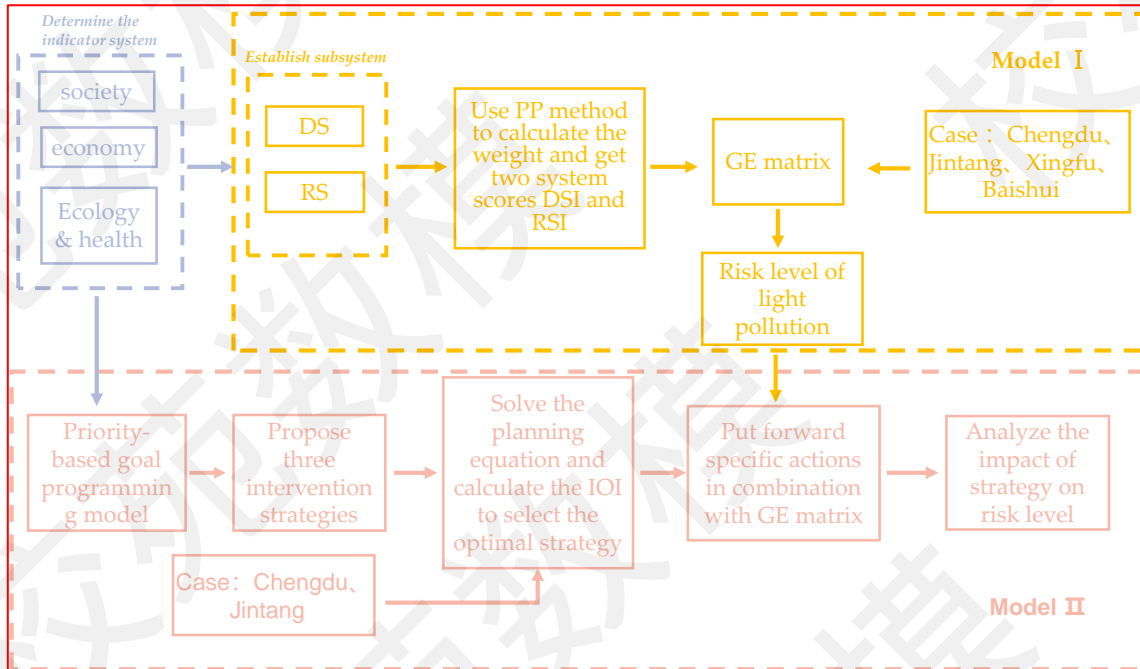 Determine the
indicator system
society
economy
Ecology
& health
Establish subsystem
DS
RS
Use PP method
to calculate the
weight and get
two system
scores DSI and
RSI
GE matrix
Model Ⅰ
Case： Chengdu、
Jintang、Xingfu、
Baishui
Risk level of
light
pollution
Priority-
based goal
programmin
g model
Propose
three
intervention
strategies
Solve the
planning
equation and
calculate the IOI
to select the
optimal strategy
Put forward
specific actions
in combination
with GE matrix
Analyze the
impact of
strategy on
risk level
Case：Chengdu、
Jintang
Model Ⅱ
校苑数模